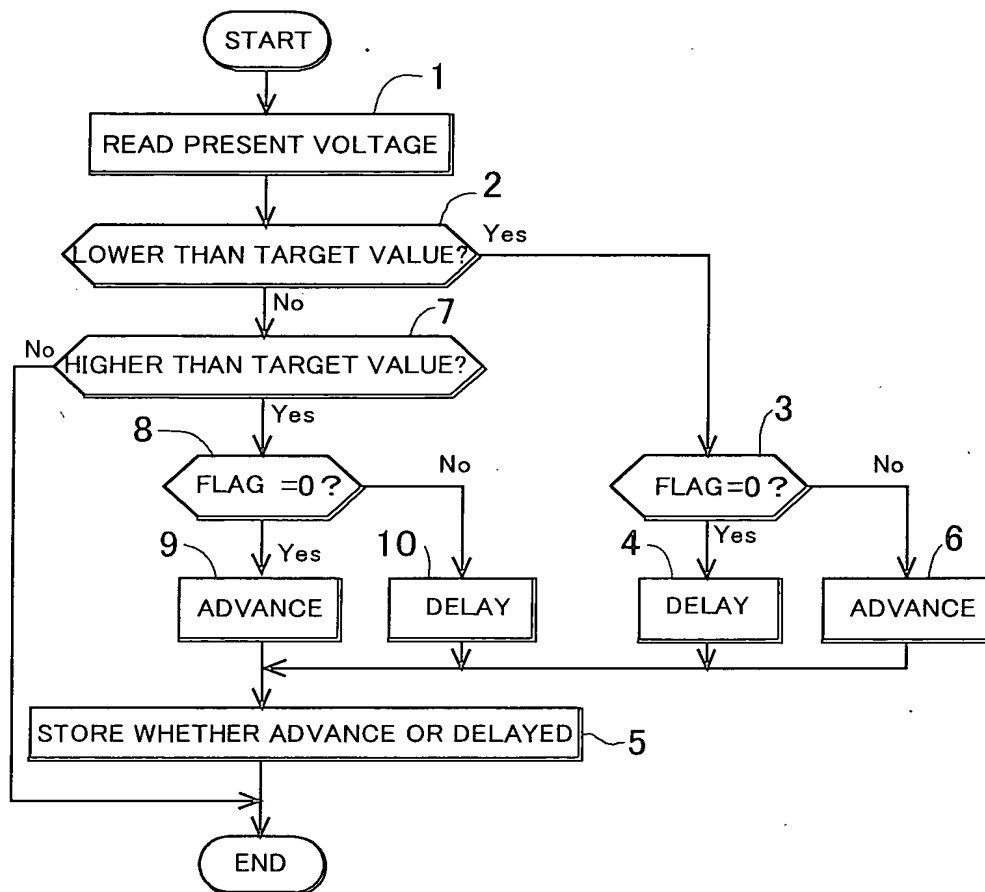 START
1
READ PRESENT VOLTAGE
2
LOWER THAN TARGET VALUE?
Yes
No
7
No
HIGHER THAN TARGET VALUE?
Yes
8
3
FLAG =0?
No
FLAG=0?
No
Yes
Yes
9
10
4
6
ADVANCE
DELAY
DELAY
ADVANCE
STORE WHETHER ADVANCE OR DELAYED
5
END